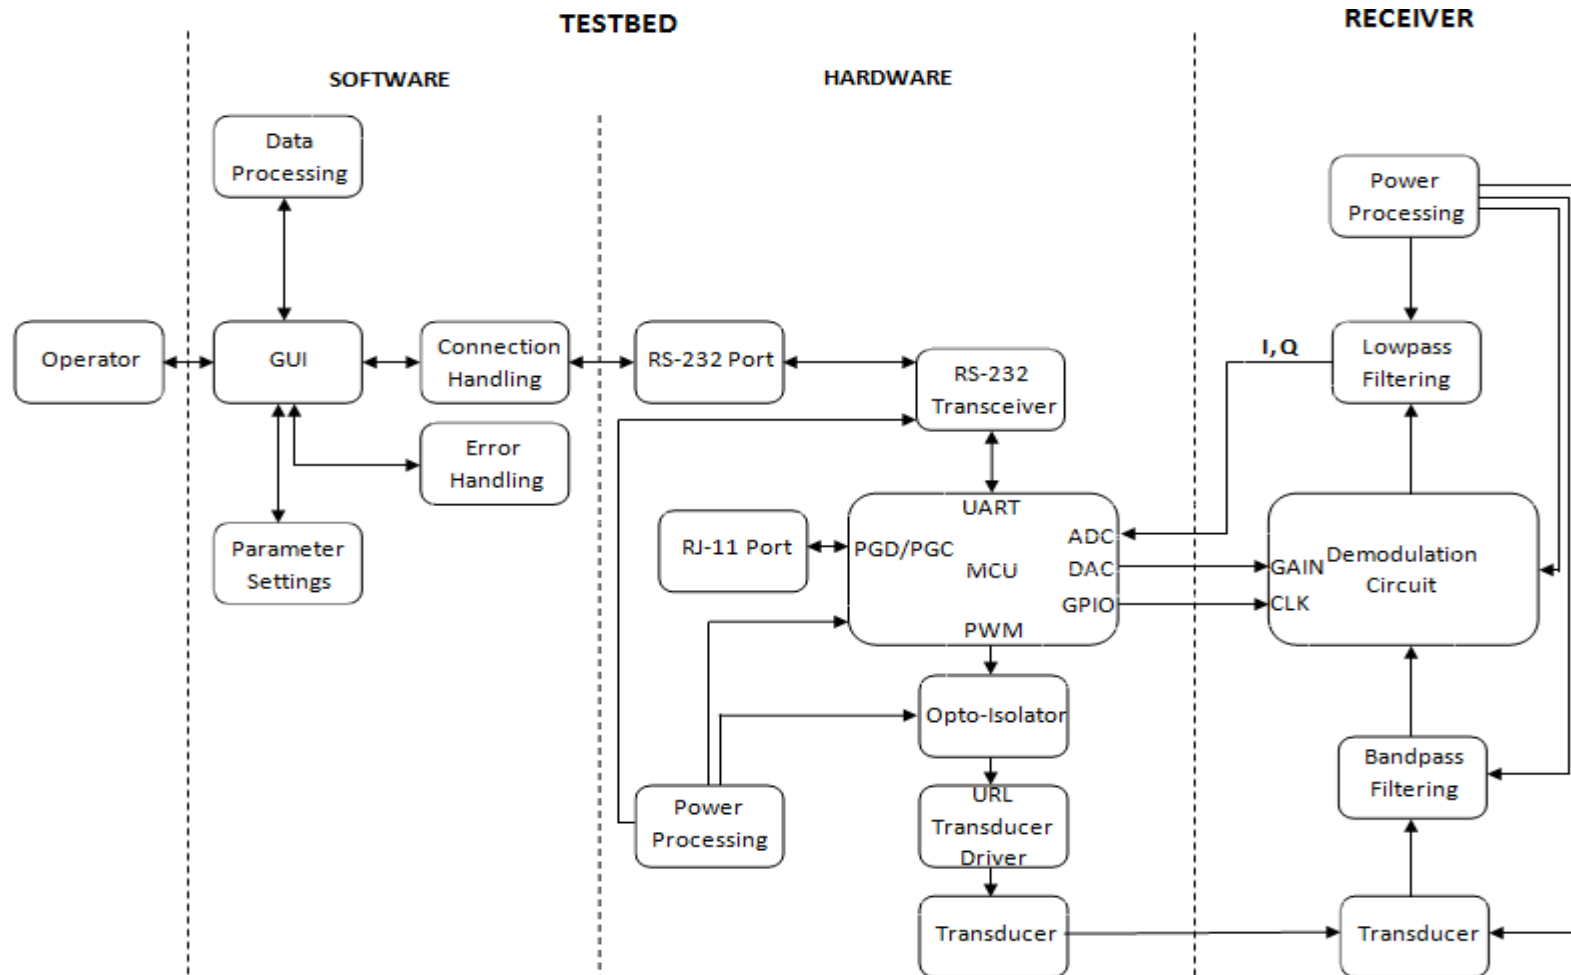 TESTBED
RECEIVER
SOFTWARE
HARDWARE
Data
Processing
Power
Processing
Operator
GUI
Connection
Handling
RS-232 Port
RS-232
Transceiver
I, Q
Lowpass
Filtering
Error
Handling
Parameter
Settings
RJ-11 Port
UART
PGD/PGC
MCU
ADC
DAC
GPIO
PWM
GAIN
CLK
Demodulation
Circuit
Opto-Isolator
Power
Processing
URL
Transducer
Driver
Bandpass
Filtering
Transducer
Transducer